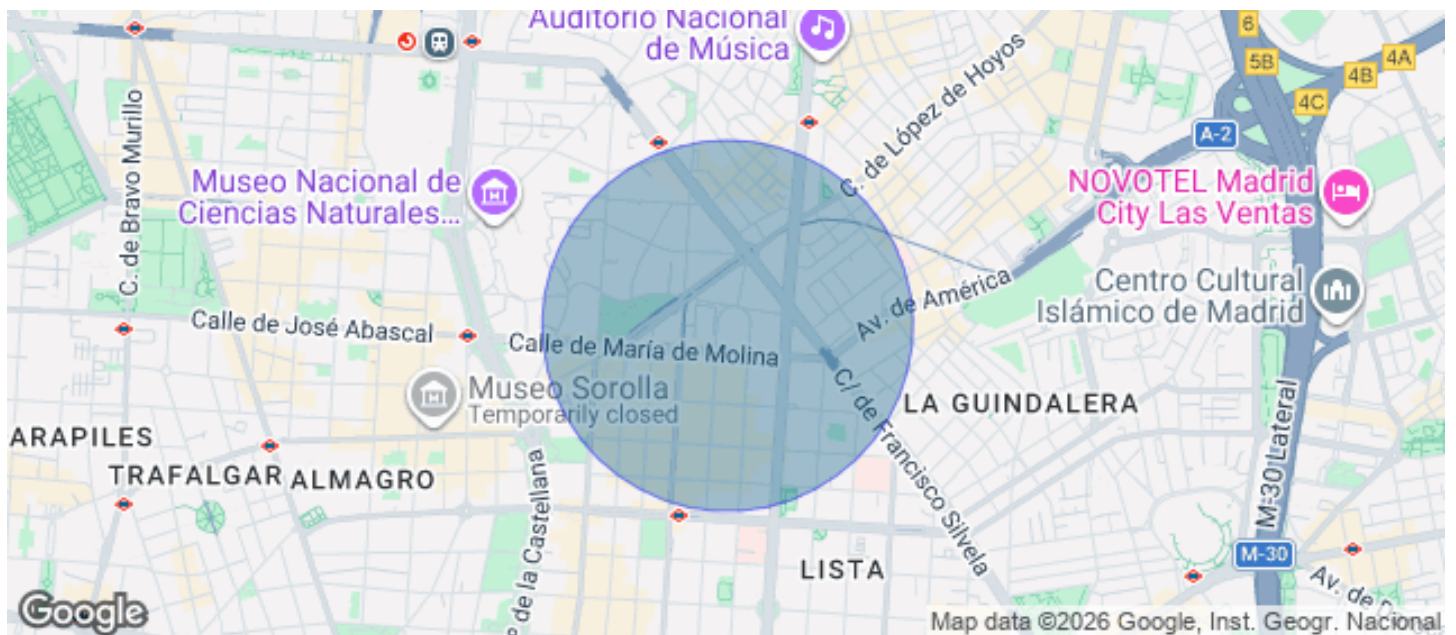 Auditorio Nacional
de Música
C. de López de Hoyos
6
5B
4A
4B
4C
A-2
C. de Bravo Murillo
Museo Nacional de
Ciencias Naturales...
NOVOTEL Madrid
City Las Ventas
Centro Cultural
Islámico de Madrid
Av. de América
Calle de José Abascal
Calle de María de Molina
Museo Sorolla
Temporarily closed
C/ de Francisco Silvela
LA GUINDALERA
ARAPILES
TRAFALGAR
ALMAGRO
M-30 Lateral
º de la Castellana
LISTA
M-30
Av. de
Google
Map data ©2026 Google, Inst. Geogr. Nacional